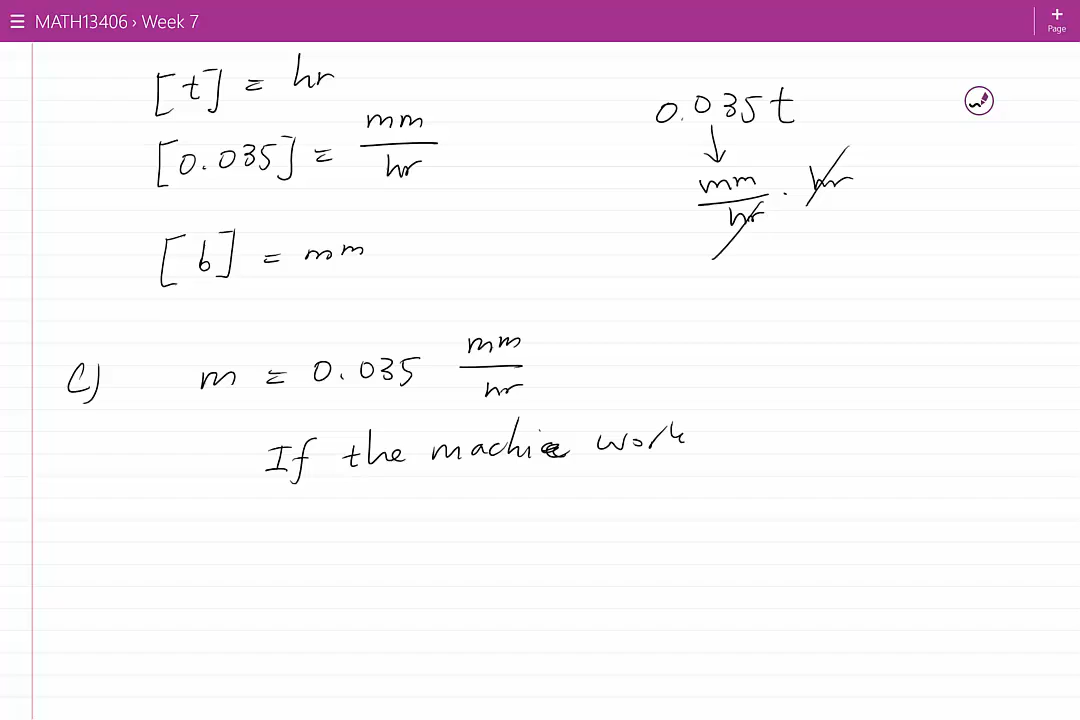 MATH13406 › Week 7
+
Page
[t] = hr
[0.035] = mm/hr
0.035t
↓
mm/hr · hr
[b] = mm
C) m = 0.035 mm/hr
If the machie work